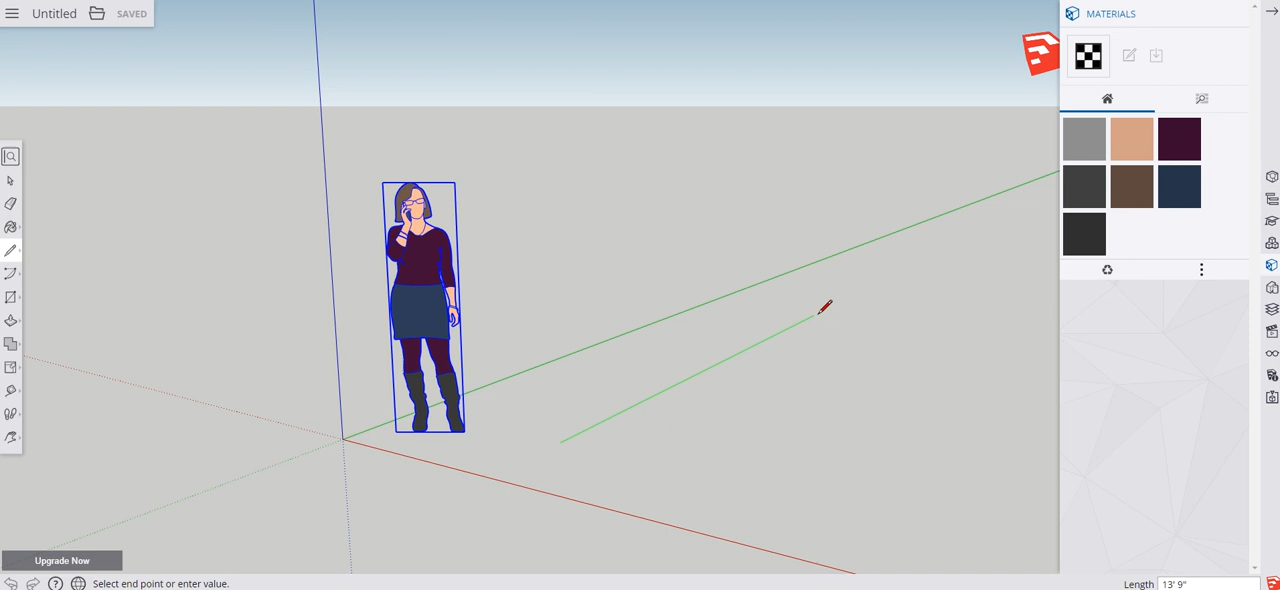 Untitled SAVED
MATERIALS
Upgrade Now
Select end point or enter value.
Length 13' 9"